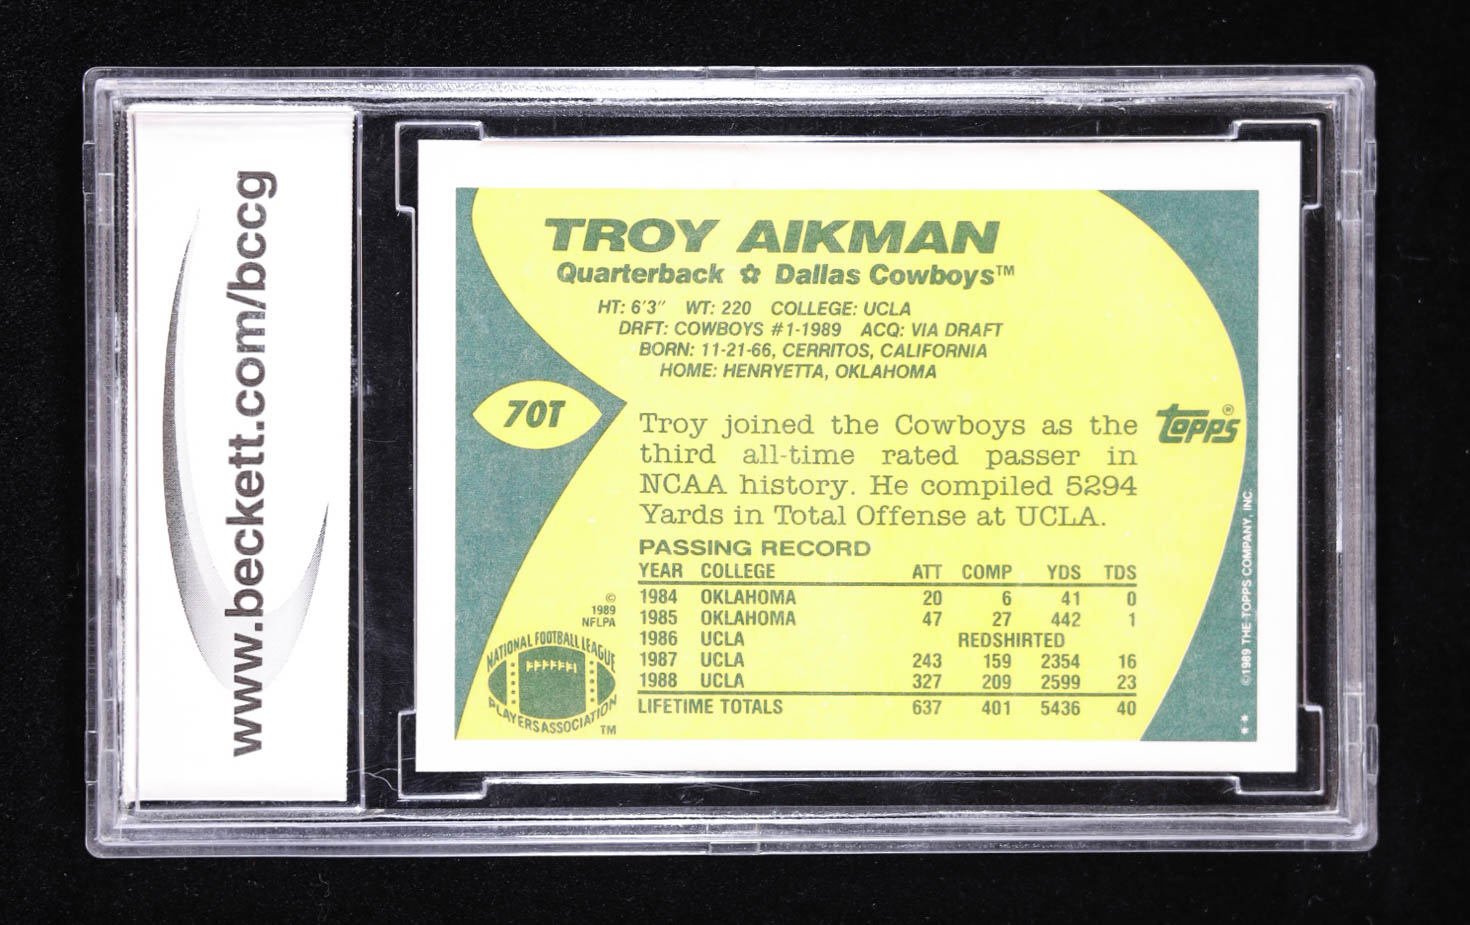 www.beckett.com/bccg
TROY AIKMAN
Quarterback ✿ Dallas Cowboys™
HT: 6'3" WT: 220 COLLEGE: UCLA
DRFT: COWBOYS #1-1989 ACQ: VIA DRAFT
BORN: 11-21-66, CERRITOS, CALIFORNIA
HOME: HENRYETTA, OKLAHOMA
70T
Troy joined the Cowboys as the
third all-time rated passer in
NCAA history. He compiled 5294
Yards in Total Offense at UCLA.
TOPPS®
PASSING RECORD
YEAR COLLEGE ATT COMP YDS TDS
1984 OKLAHOMA 20 6 41 0
1985 OKLAHOMA 47 27 442 1
1986 UCLA REDSHIRTED
1987 UCLA 243 159 2354 16
1988 UCLA 327 209 2599 23
LIFETIME TOTALS 637 401 5436 40
©
1989
NFLPA
NATIONAL FOOTBALL LEAGUE
PLAYERS ASSOCIATION
TM
©1989 THE TOPPS COMPANY, INC.
**